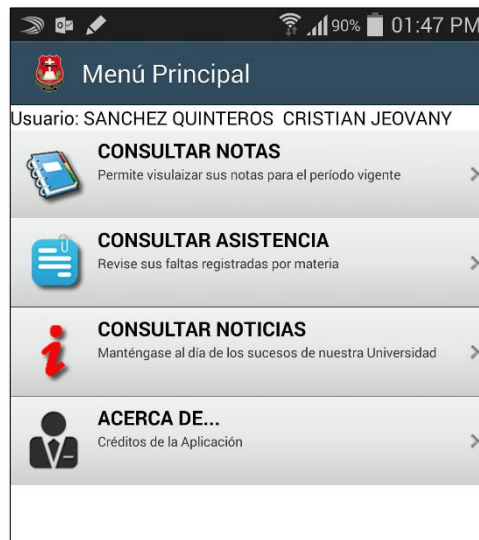 90% 01:47 PM
Menú Principal
Usuario: SANCHEZ QUINTEROS CRISTIAN JEOVANY
CONSULTAR NOTAS
Permite visulaizar sus notas para el período vigente
CONSULTAR ASISTENCIA
Revise sus faltas registradas por materia
CONSULTAR NOTICIAS
Manténgase al día de los sucesos de nuestra Universidad
ACERCA DE...
Créditos de la Aplicación